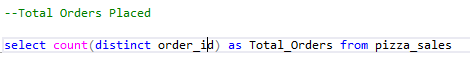 --Total Orders Placed
select count(distinct order_id) as Total_Orders from pizza_sales